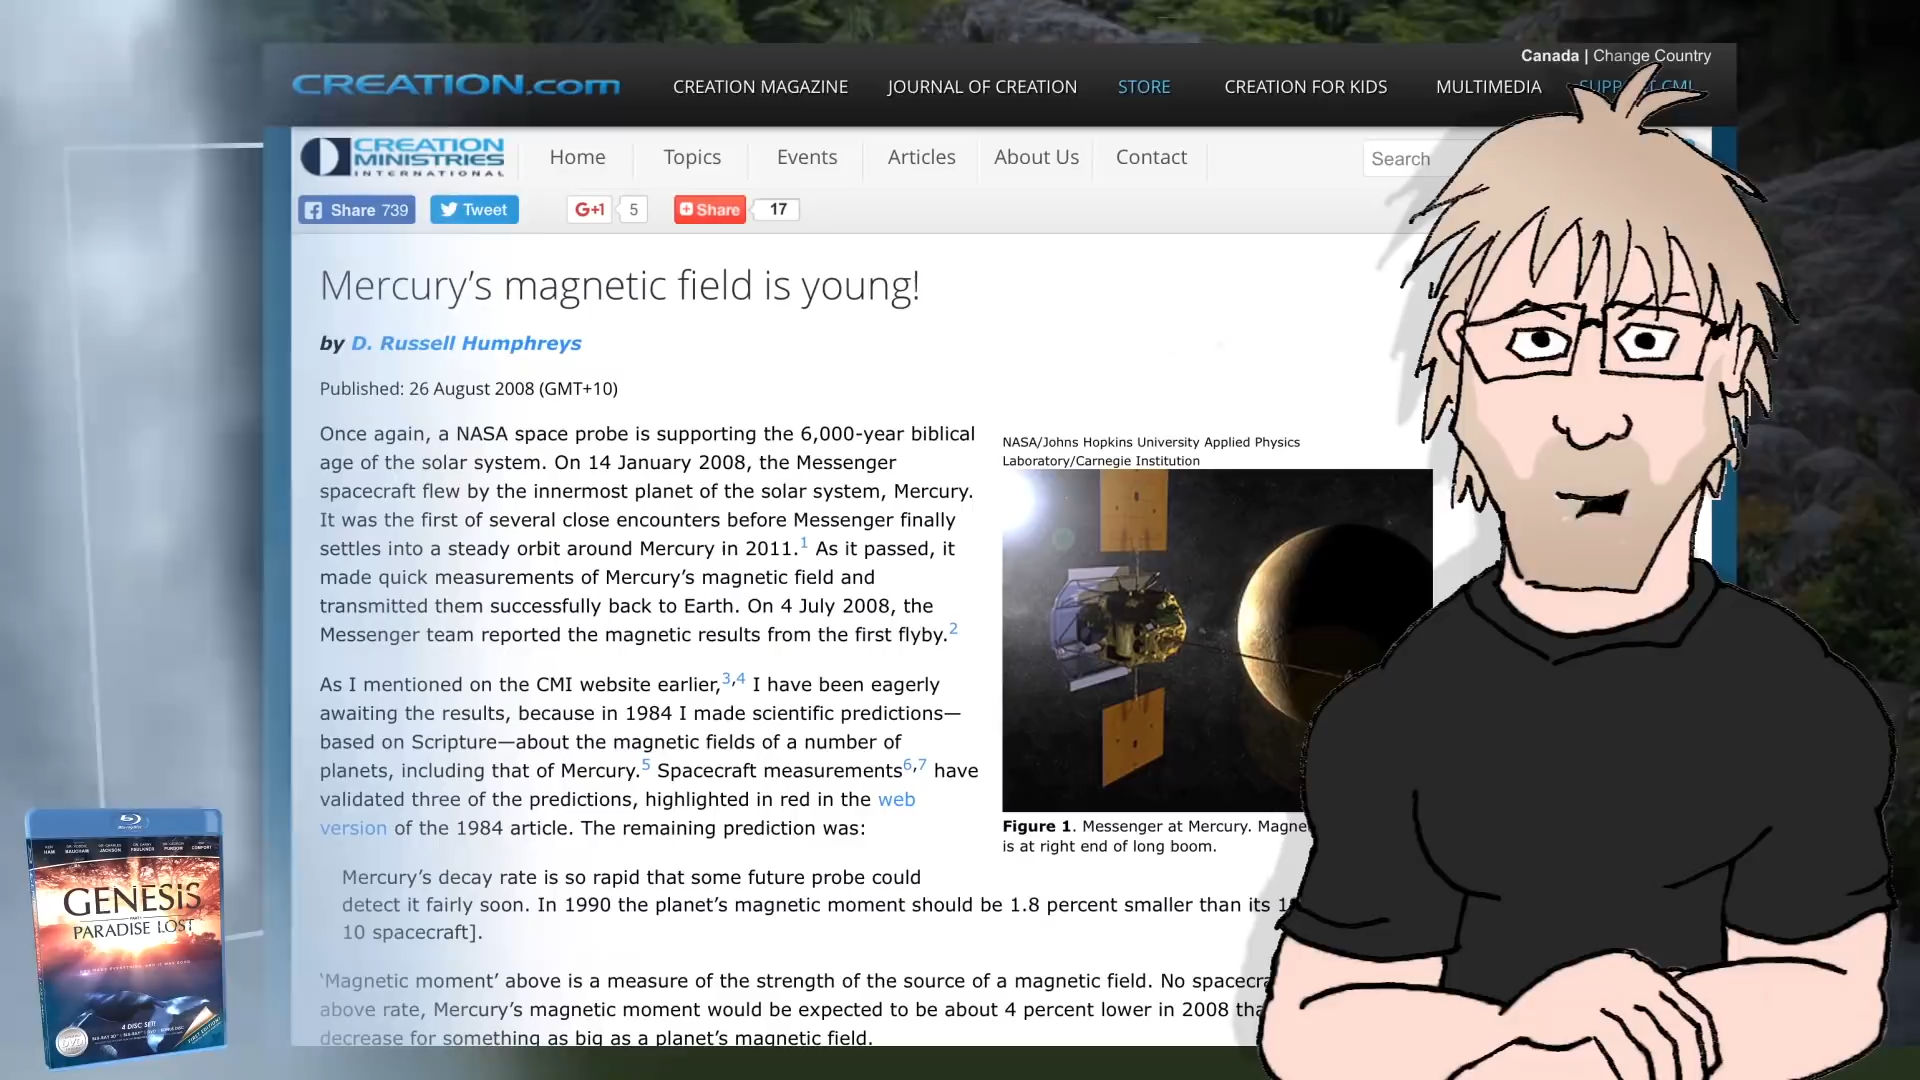 Canada | Change Country
CREATION.com
CREATION MAGAZINE JOURNAL OF CREATION STORE CREATION FOR KIDS MULTIMEDIA
CREATION
MINISTRIES
INTERNATIONAL
Home Topics Events Articles About Us Contact
Search
Share 739 Tweet G+1 5 Share 17
Mercury's magnetic field is young!
by D. Russell Humphreys
Published: 26 August 2008 (GMT+10)
Once again, a NASA space probe is supporting the 6,000-year biblical
age of the solar system. On 14 January 2008, the Messenger
spacecraft flew by the innermost planet of the solar system, Mercury.
It was the first of several close encounters before Messenger finally
settles into a steady orbit around Mercury in 2011.1 As it passed, it
made quick measurements of Mercury's magnetic field and
transmitted them successfully back to Earth. On 4 July 2008, the
Messenger team reported the magnetic results from the first flyby.2
As I mentioned on the CMI website earlier,3,4 I have been eagerly
awaiting the results, because in 1984 I made scientific predictions—
based on Scripture—about the magnetic fields of a number of
planets, including that of Mercury.5 Spacecraft measurements6,7 have
validated three of the predictions, highlighted in red in the web
version of the 1984 article. The remaining prediction was:
Mercury's decay rate is so rapid that some future probe could
detect it fairly soon. In 1990 the planet's magnetic moment should be 1.8 percent smaller than its
10 spacecraft].
'Magnetic moment' above is a measure of the strength of the source of a magnetic field. No
above rate, Mercury's magnetic moment would be expected to be about 4 percent lower in 2008
decrease for something as big as a planet's magnetic field.
NASA/Johns Hopkins University Applied Physics
Laboratory/Carnegie Institution
Figure 1. Messenger at Mercury.
is at right end of long boom.
GENESIS
PARADISE LOST
4 DISC SET!